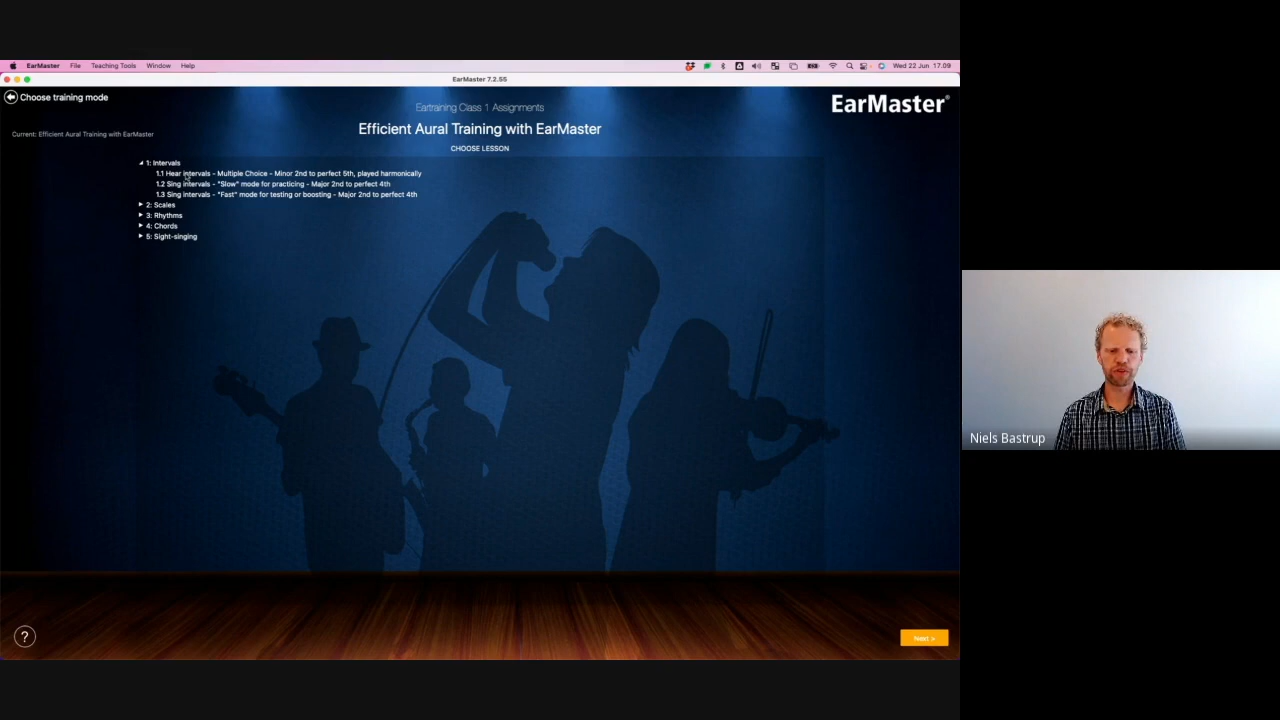 EarMaster File Teaching Tools Window Help
Wed 22 Jun 17.09
EarMaster 7.2.55
Choose training mode
EarMaster®
Eartraining Class 1 Assignments
Efficient Aural Training with EarMaster
Current: Efficient Aural Training with EarMaster
CHOOSE LESSON
1: Intervals
1.1 Hear intervals - Multiple Choice - Minor 2nd to perfect 5th, played harmonically
1.2 Sing intervals - "Slow" mode for practicing - Major 2nd to perfect 4th
1.3 Sing intervals - "Fast" mode for testing or boosting - Major 2nd to perfect 4th
2: Scales
3: Rhythms
4: Chords
5: Sight-singing
Niels Bastrup
?
Next >